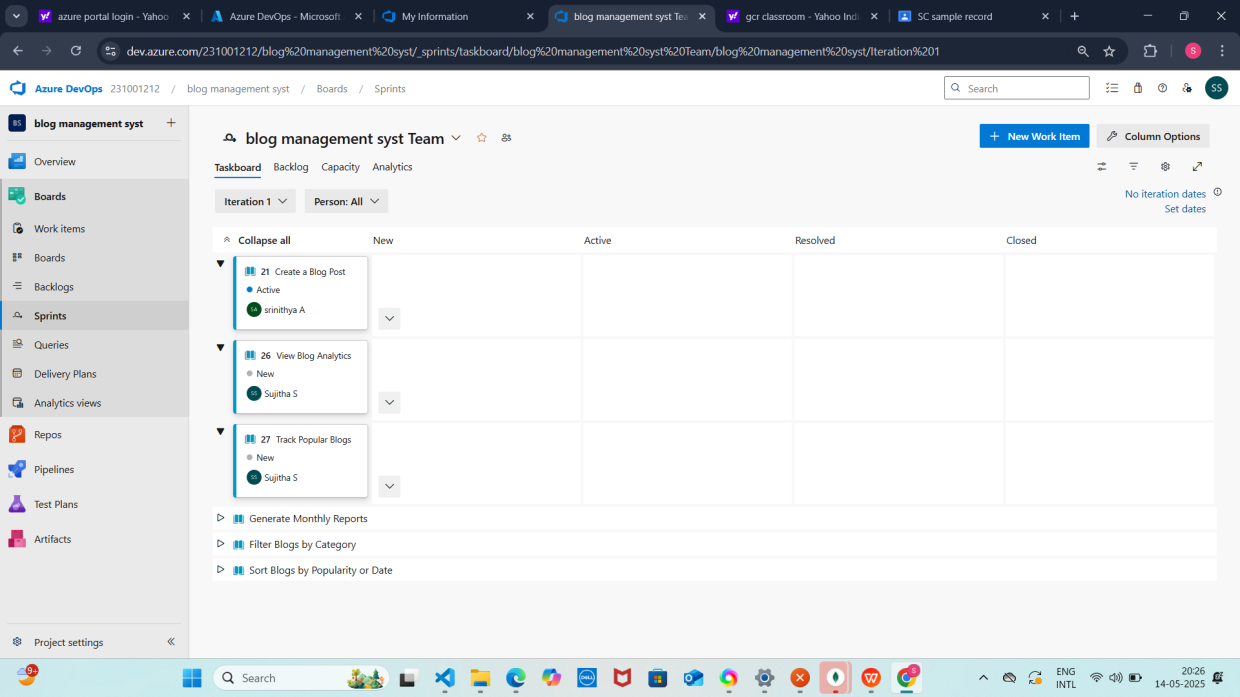 azure portal login - Yahoo
Azure DevOps - Microsoft
My Information
blog management syst Tea
gcr classroom - Yahoo Indi
SC sample record
dev.azure.com/231001212/blog%20management%20syst/_sprints/taskboard/blog%20management%20syst%20Team/blog%20management%20syst/Iteration%201
S
Azure DevOps 231001212 / blog management syst / Boards / Sprints
Search
SS
BS blog management syst
Overview
Boards
Work items
Boards
Backlogs
Sprints
Queries
Delivery Plans
Analytics views
Repos
Pipelines
Test Plans
Artifacts
Project settings
blog management syst Team
New Work Item
Column Options
Taskboard Backlog Capacity Analytics
Iteration 1
Person: All
No iteration dates
Set dates
Collapse all New Active Resolved Closed
21 Create a Blog Post
Active
SA srinithya A
26 View Blog Analytics
New
SS Sujitha S
27 Track Popular Blogs
New
SS Sujitha S
Generate Monthly Reports
Filter Blogs by Category
Sort Blogs by Popularity or Date
9+
Search
DELL
5
ENG
INTL
20:26
14-05-2025